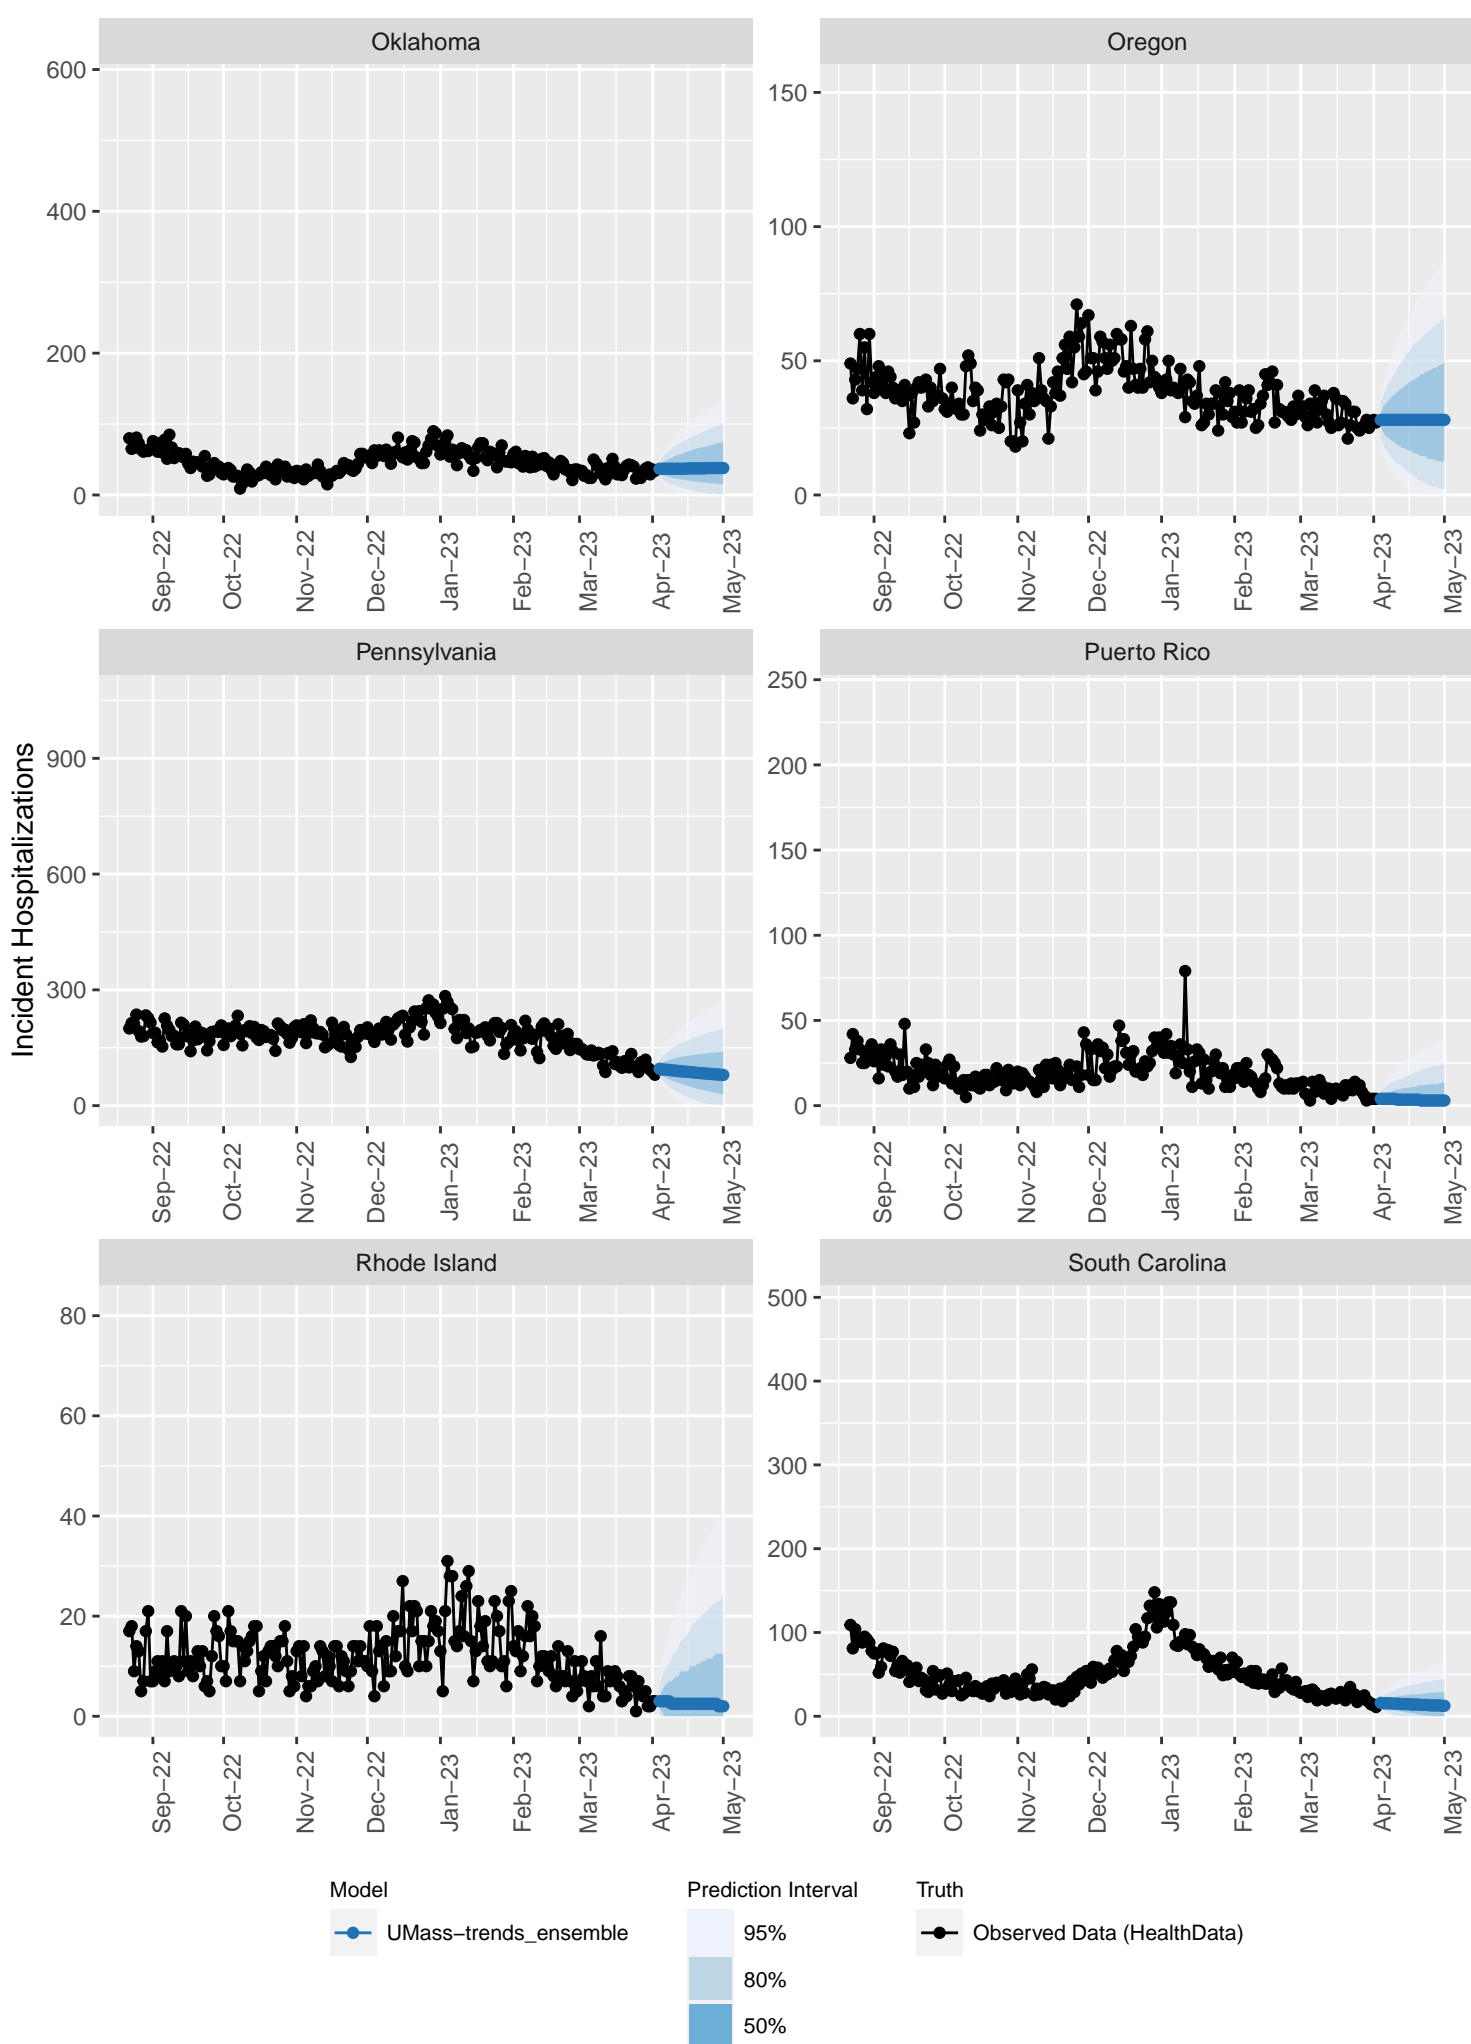 Oklahoma
Oregon
600
400
200
0
150
100
50
0
Sep−22
Oct−22
Nov−22
Dec−22
Jan−23
Feb−23
Mar−23
Apr−23
May−23
Sep−22
Oct−22
Nov−22
Dec−22
Jan−23
Feb−23
Mar−23
Apr−23
May−23
Incident Hospitalizations
Pennsylvania
Puerto Rico
900
600
300
0
250
200
150
100
50
0
Sep−22
Oct−22
Nov−22
Dec−22
Jan−23
Feb−23
Mar−23
Apr−23
May−23
Sep−22
Oct−22
Nov−22
Dec−22
Jan−23
Feb−23
Mar−23
Apr−23
May−23
Rhode Island
South Carolina
80
60
40
20
0
500
400
300
200
100
0
Sep−22
Oct−22
Nov−22
Dec−22
Jan−23
Feb−23
Mar−23
Apr−23
May−23
Sep−22
Oct−22
Nov−22
Dec−22
Jan−23
Feb−23
Mar−23
Apr−23
May−23
Model
UMass−trends_ensemble
Prediction Interval
95%
80%
50%
Truth
Observed Data (HealthData)